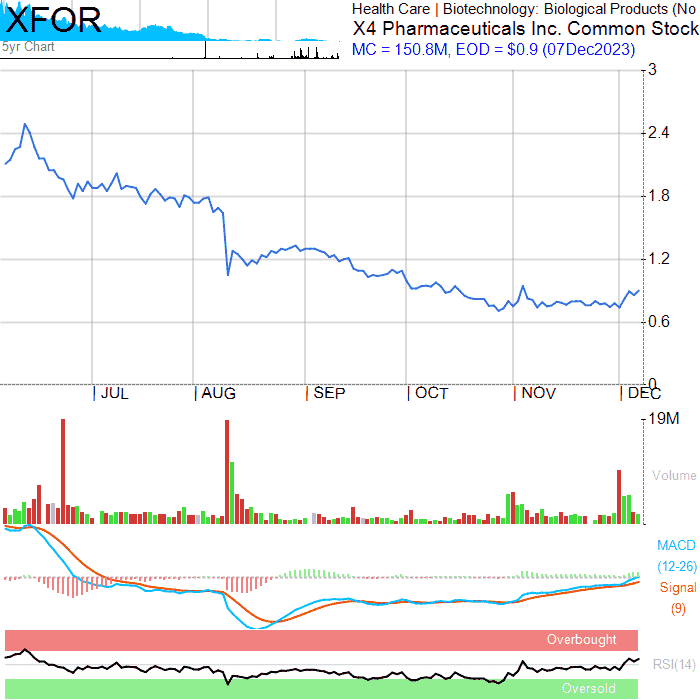 XFOR
5yr Chart
Health Care | Biotechnology: Biological Products (No
X4 Pharmaceuticals Inc. Common Stock
MC = 150.8M, EOD = $0.9 (07Dec2023)
3
2.4
1.8
1.2
0.6
0
JUL
AUG
SEP
OCT
NOV
DEC
19M
Volume
MACD
(12-26)
Signal
(9)
Overbought
RSI(14)
Oversold